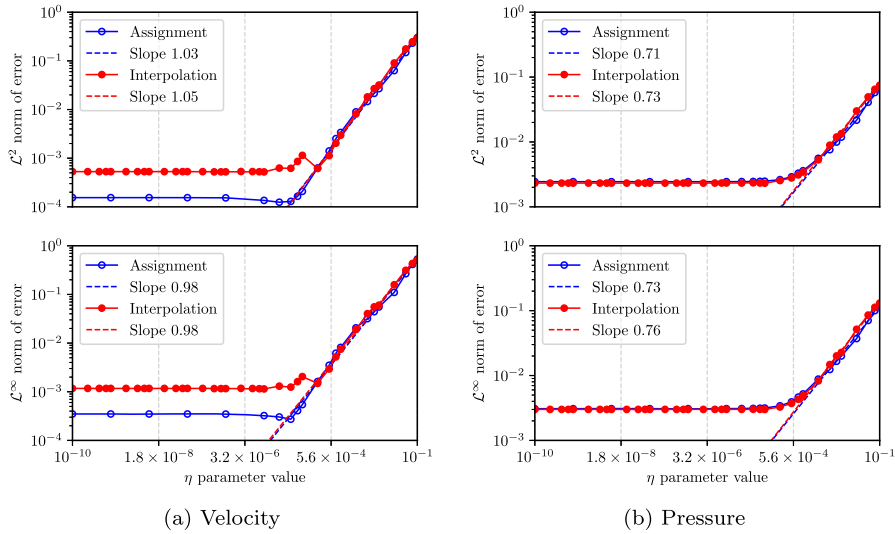 10^0
10^-1
10^-2
10^-3
10^-4
L^2 norm of error
Assignment
Slope 1.03
Interpolation
Slope 1.05
10^0
10^-1
10^-2
10^-3
L^2 norm of error
Assignment
Slope 0.71
Interpolation
Slope 0.73
10^0
10^-1
10^-2
10^-3
10^-4
L^∞ norm of error
Assignment
Slope 0.98
Interpolation
Slope 0.98
10^-10 1.8 × 10^-8 3.2 × 10^-6 5.6 × 10^-4 10^-1
η parameter value
10^0
10^-1
10^-2
10^-3
L^∞ norm of error
Assignment
Slope 0.73
Interpolation
Slope 0.76
10^-10 1.8 × 10^-8 3.2 × 10^-6 5.6 × 10^-4 10^-1
η parameter value
(a) Velocity
(b) Pressure